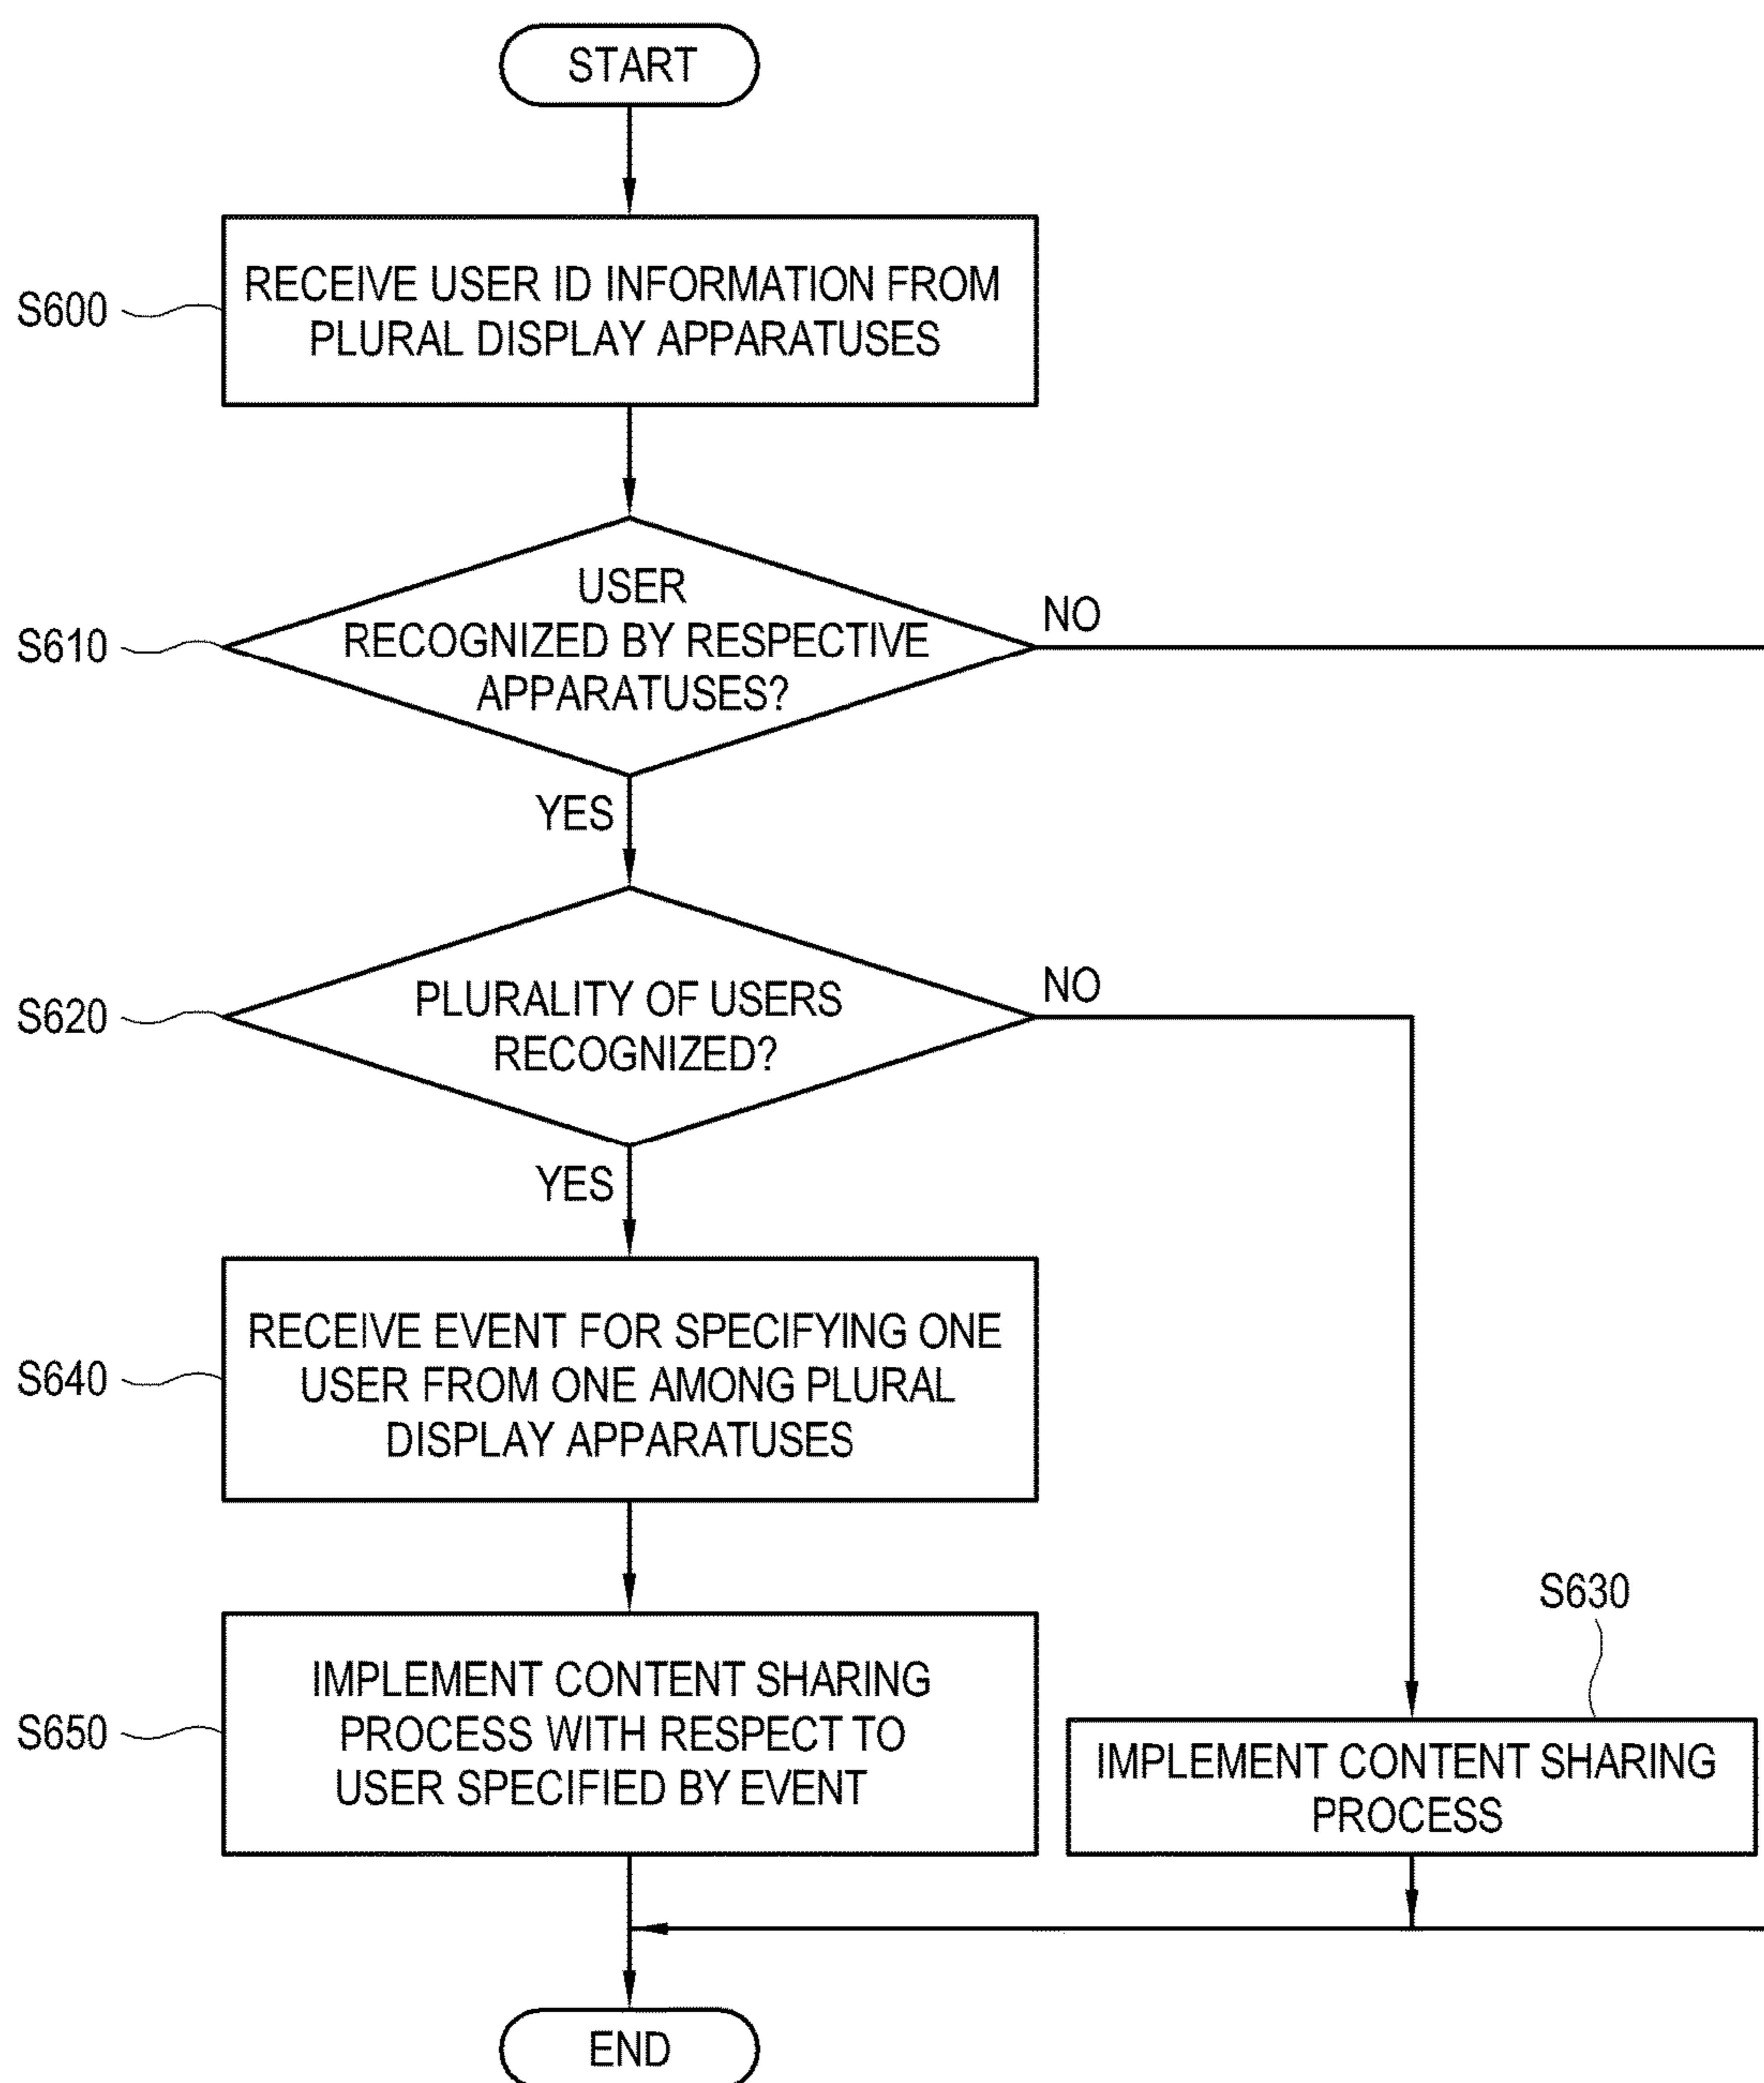 START
S600
RECEIVE USER ID INFORMATION FROM
PLURAL DISPLAY APPARATUSES
S610
USER
RECOGNIZED BY RESPECTIVE
APPARATUSES?
NO
YES
S620
PLURALITY OF USERS
RECOGNIZED?
NO
YES
S640
RECEIVE EVENT FOR SPECIFYING ONE
USER FROM ONE AMONG PLURAL
DISPLAY APPARATUSES
S630
IMPLEMENT CONTENT SHARING
PROCESS
S650
IMPLEMENT CONTENT SHARING
PROCESS WITH RESPECT TO
USER SPECIFIED BY EVENT
END